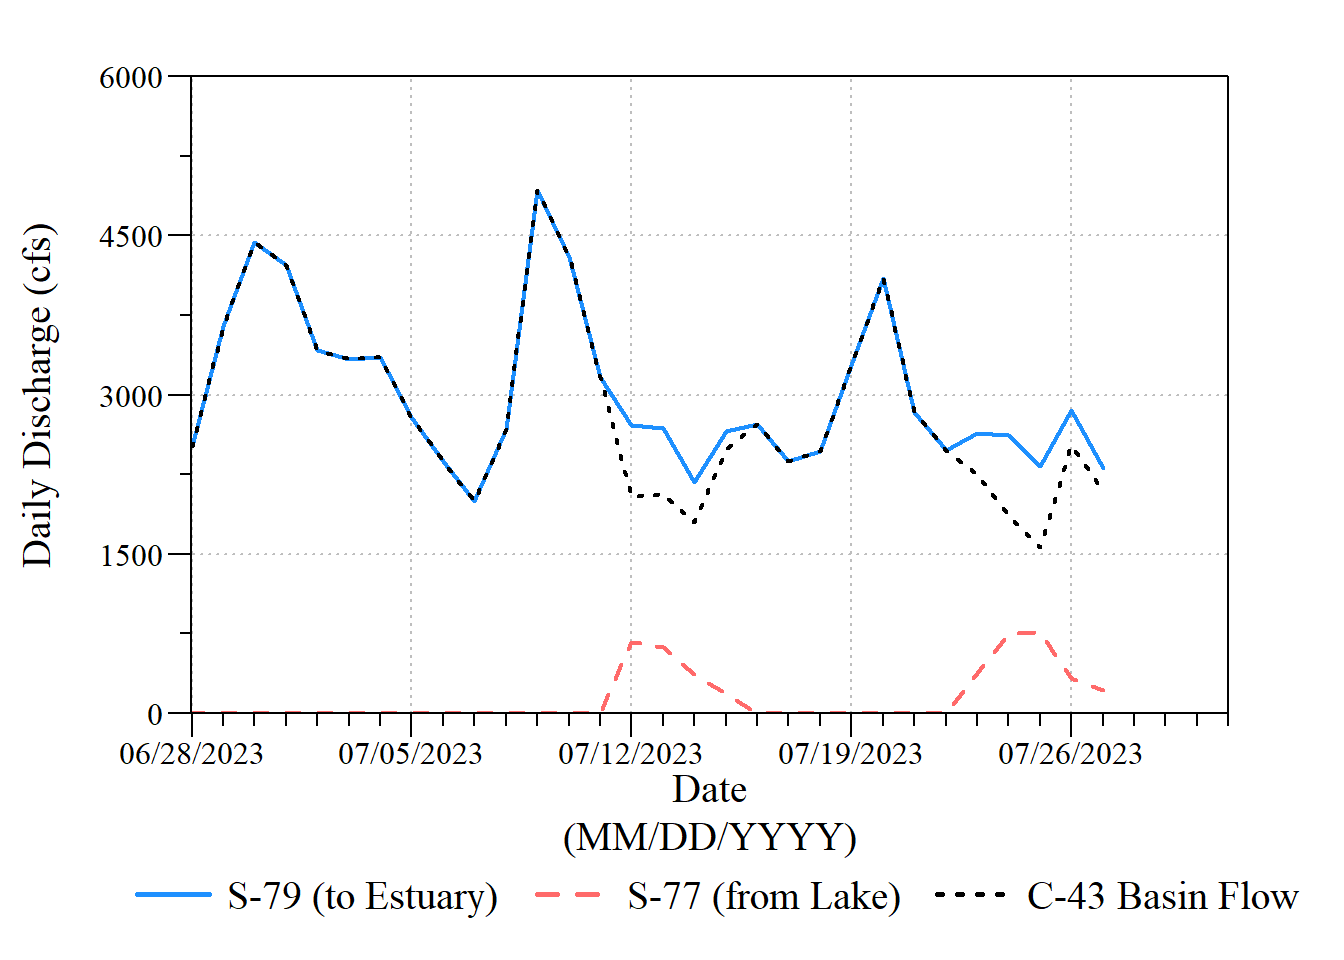 6000
4500
3000
1500
0
Daily Discharge (cfs)
06/28/2023 07/05/2023 07/12/2023 07/19/2023 07/26/2023
Date
(MM/DD/YYYY)
S-79 (to Estuary) S-77 (from Lake) C-43 Basin Flow